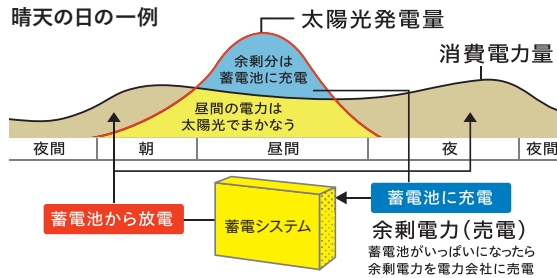 晴天の日の一例
太陽光発電量
消費電力量
余剰分は
蓄電池に充電
昼間の電力は
太陽光でまかなう
夜間 朝 昼間 夜 夜間
蓄電池から放電
蓄電システム
蓄電池に充電
余剰電力(売電)
蓄電池がいっぱいになったら
余剰電力を電力会社に売電